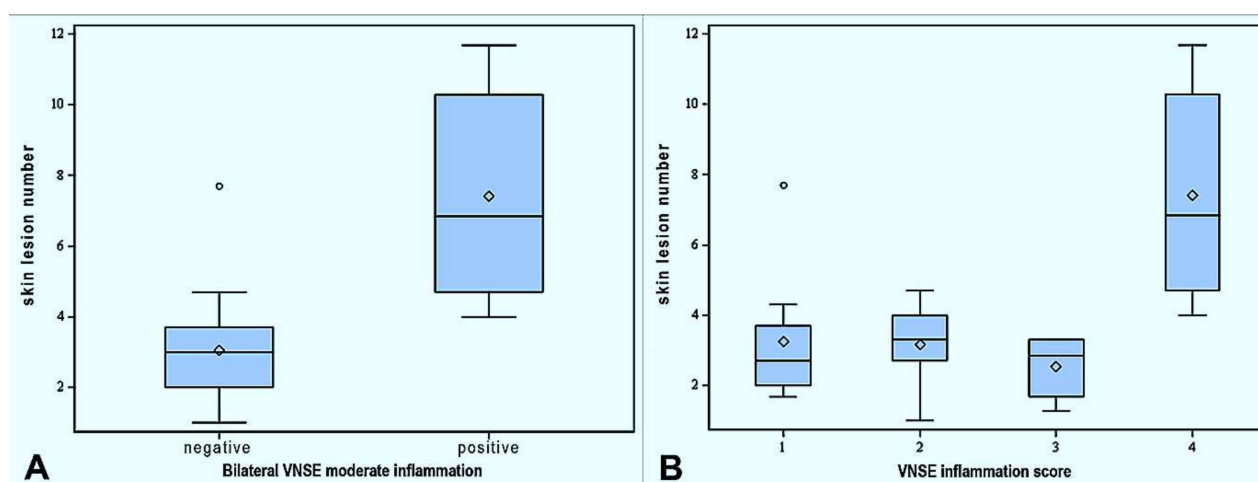 12
10
8
6
4
2
skin lesion number
negative
positive
Bilateral VNSE moderate inflammation
A
12
10
8
6
4
2
skin lesion number
1
2
3
4
VNSE inflammation score
B